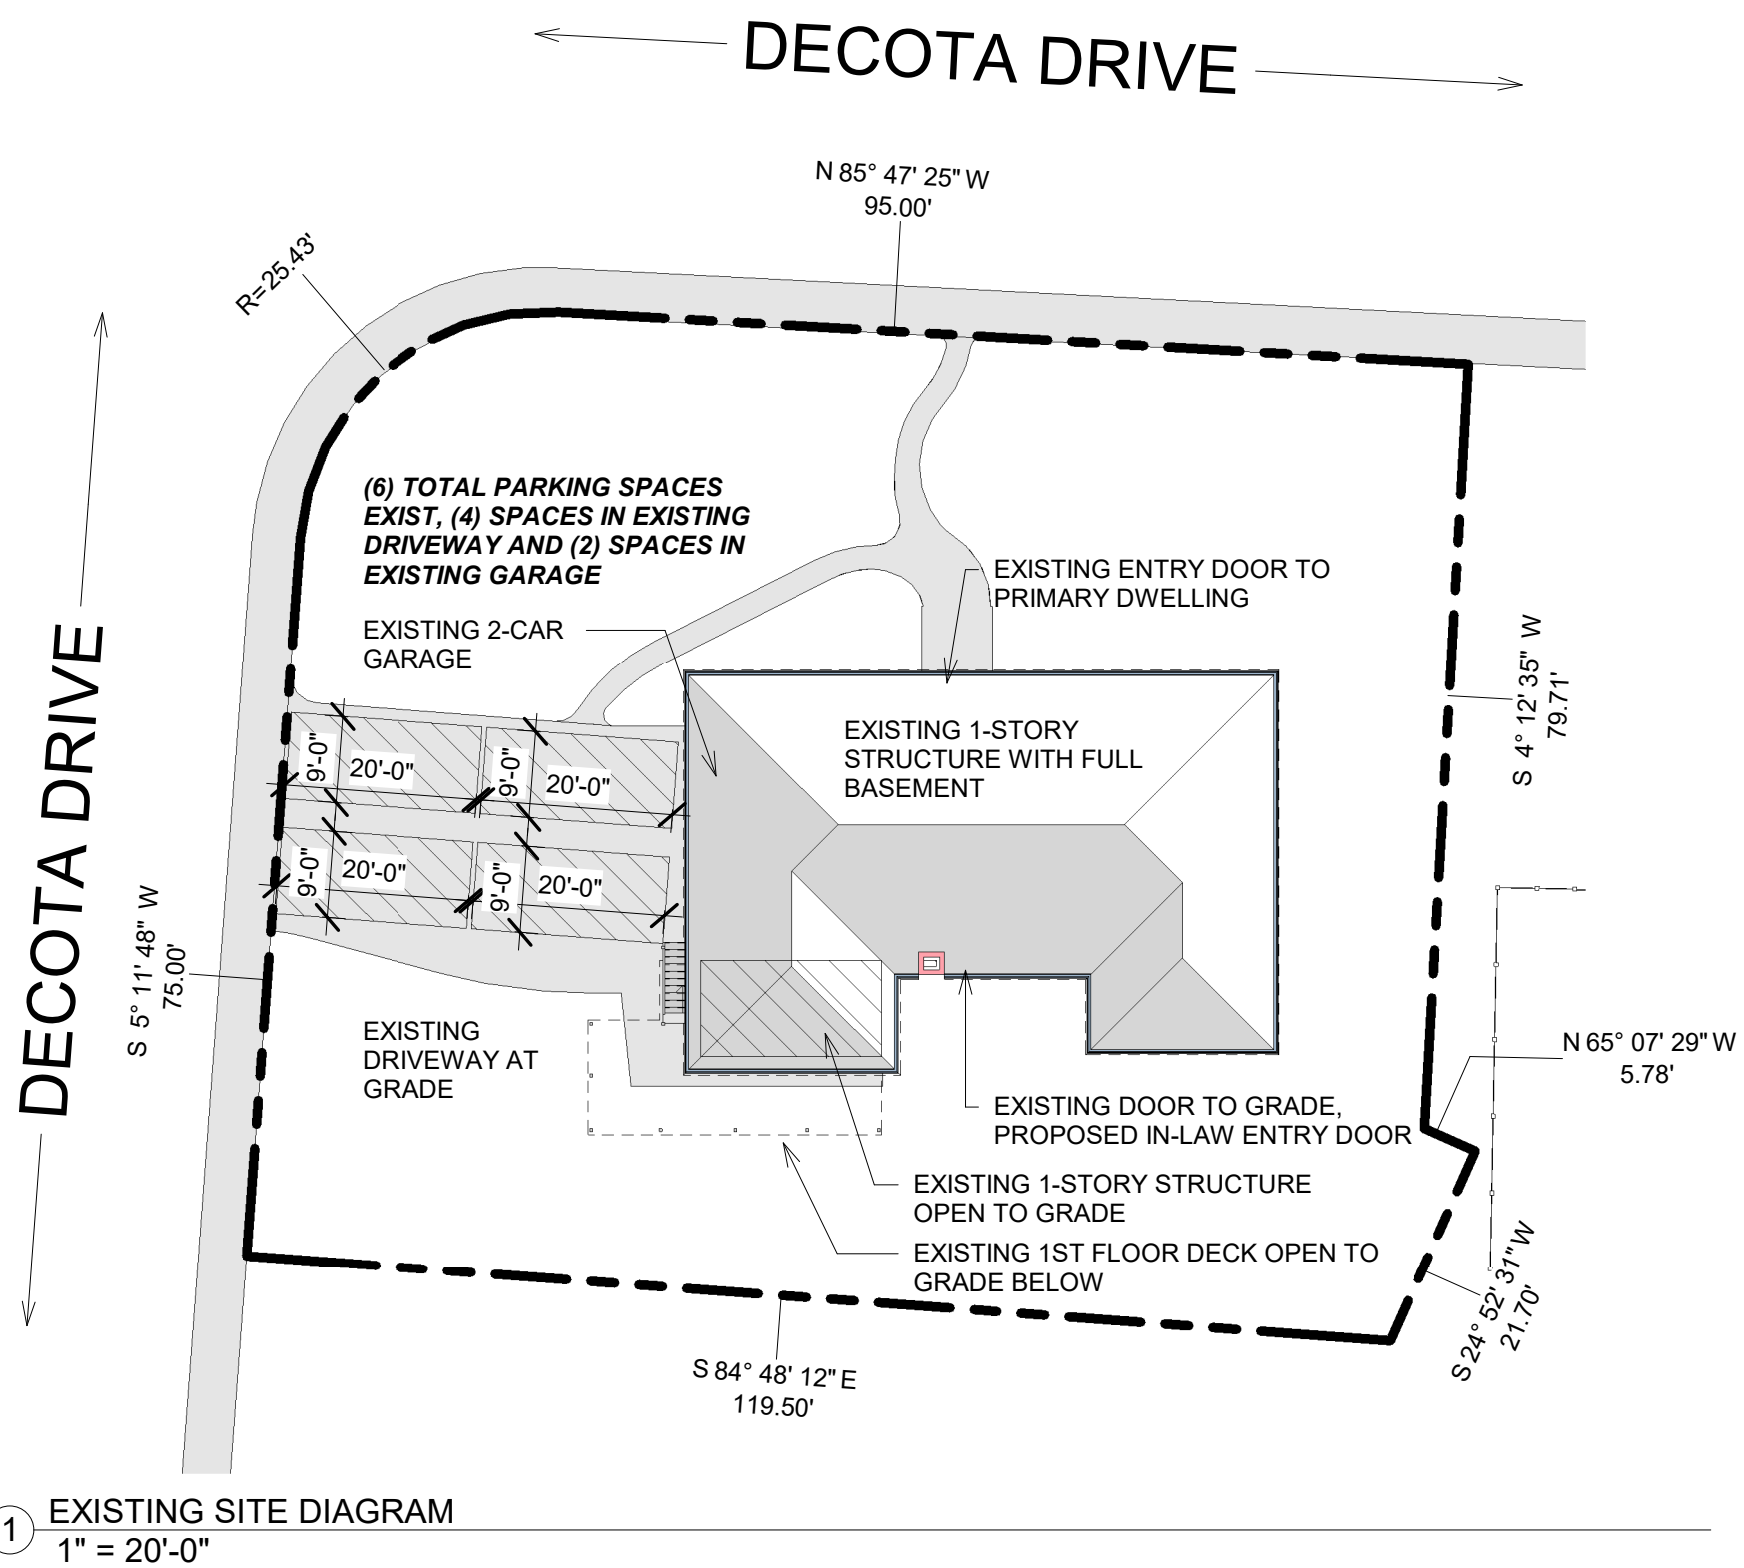 DECOTA DRIVE
N 85° 47' 25" W
95.00'
R=25.43'
(6) TOTAL PARKING SPACES
EXIST, (4) SPACES IN EXISTING
DRIVEWAY AND (2) SPACES IN
EXISTING GARAGE
EXISTING ENTRY DOOR TO
PRIMARY DWELLING
EXISTING 2-CAR
GARAGE
S 4° 12' 35" W
79.71'
DECOTA DRIVE
EXISTING 1-STORY
STRUCTURE WITH FULL
BASEMENT
9'-0"
20'-0"
9'-0"
20'-0"
9'-0"
20'-0"
9'-0"
20'-0"
S 5° 11' 48" W
75.00'
EXISTING
DRIVEWAY AT
GRADE
N 65° 07' 29" W
5.78'
EXISTING DOOR TO GRADE,
PROPOSED IN-LAW ENTRY DOOR
EXISTING 1-STORY STRUCTURE
OPEN TO GRADE
EXISTING 1ST FLOOR DECK OPEN TO
GRADE BELOW
S 24° 52' 31" W
21.70'
S 84° 48' 12" E
119.50'
1
EXISTING SITE DIAGRAM
1" = 20'-0"